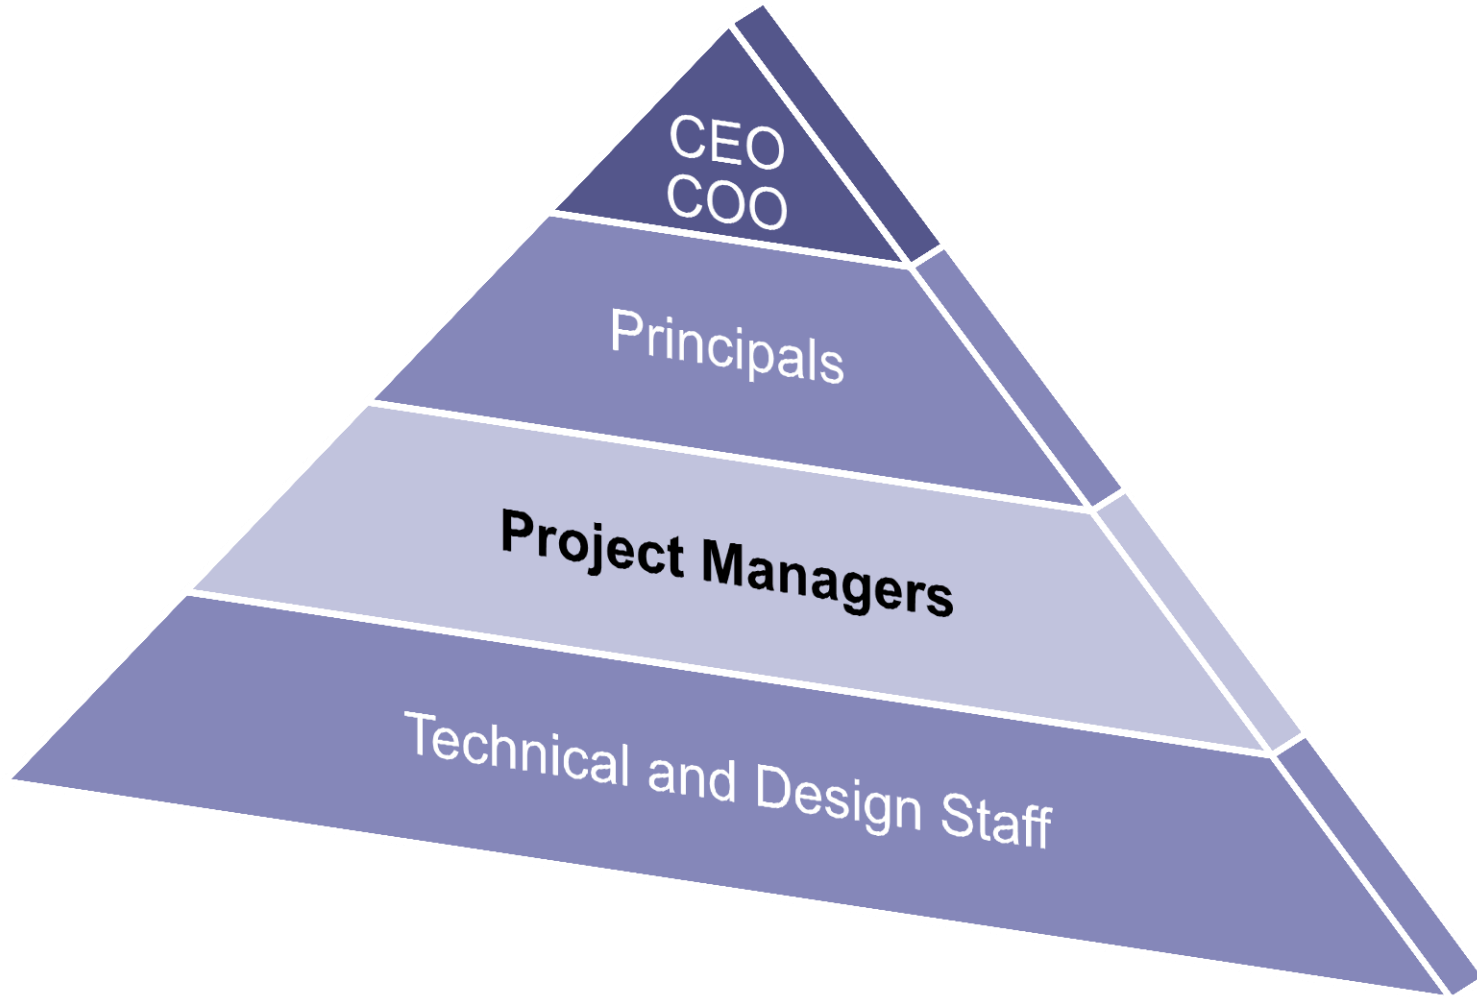 CEO
COO
Principals
Project Managers
Technical and Design Staff